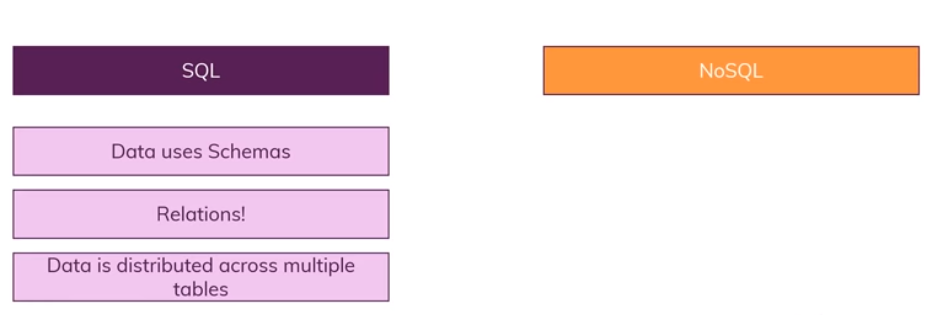 SQL
NoSQL
Data uses Schemas
Relations!
Data is distributed across multiple
tables